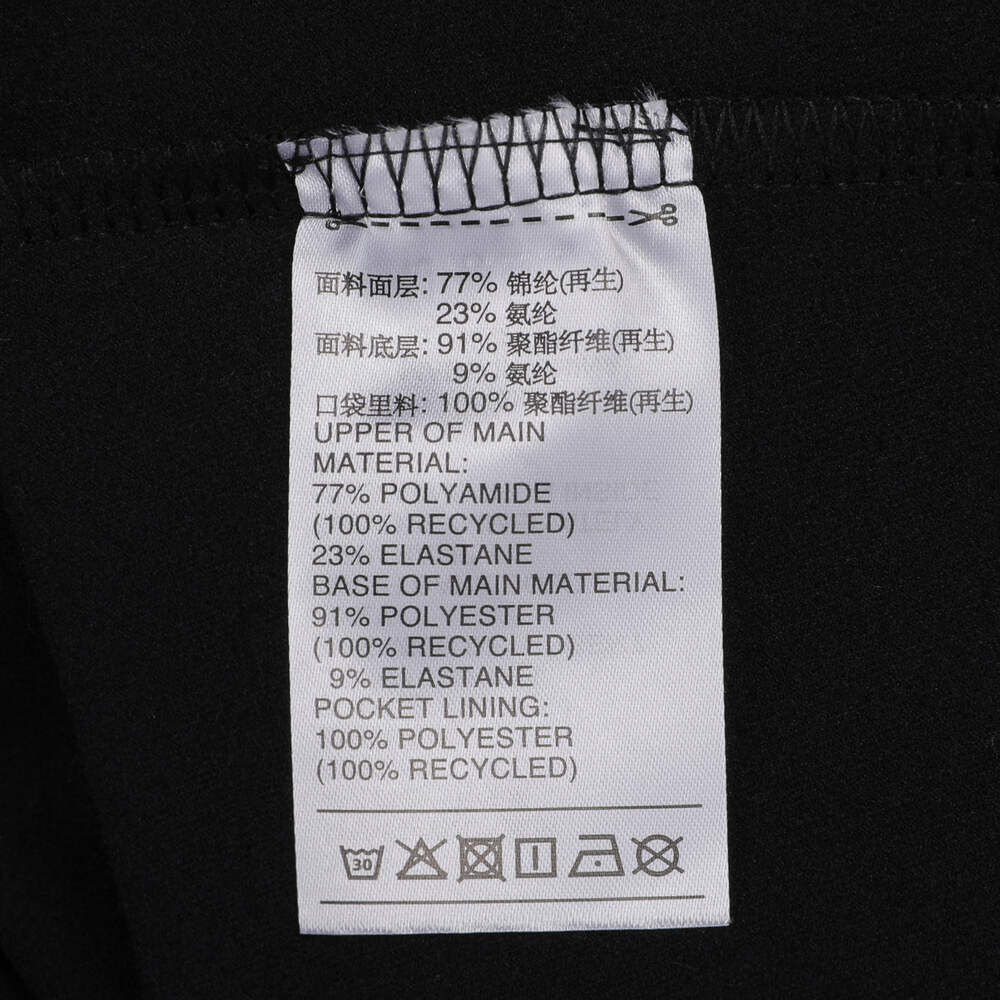 面料面层: 77% 锦纶(再生)
23% 氨纶
面料底层: 91% 聚酯纤维(再生)
9% 氨纶
口袋里料: 100% 聚酯纤维(再生)
UPPER OF MAIN
MATERIAL:
77% POLYAMIDE
(100% RECYCLED)
23% ELASTANE
BASE OF MAIN MATERIAL:
91% POLYESTER
(100% RECYCLED)
9% ELASTANE
POCKET LINING:
100% POLYESTER
(100% RECYCLED)
30